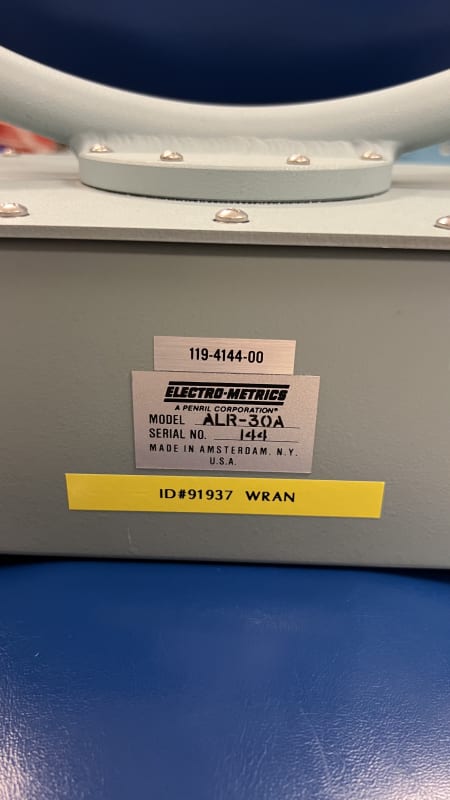 119-4144-00
ELECTRO-METRICS
A PENRIL CORPORATION®
MODEL ALR-30A
SERIAL NO. 144
MADE IN AMSTERDAM, N.Y.
U.S.A.
ID#91937 WRAN